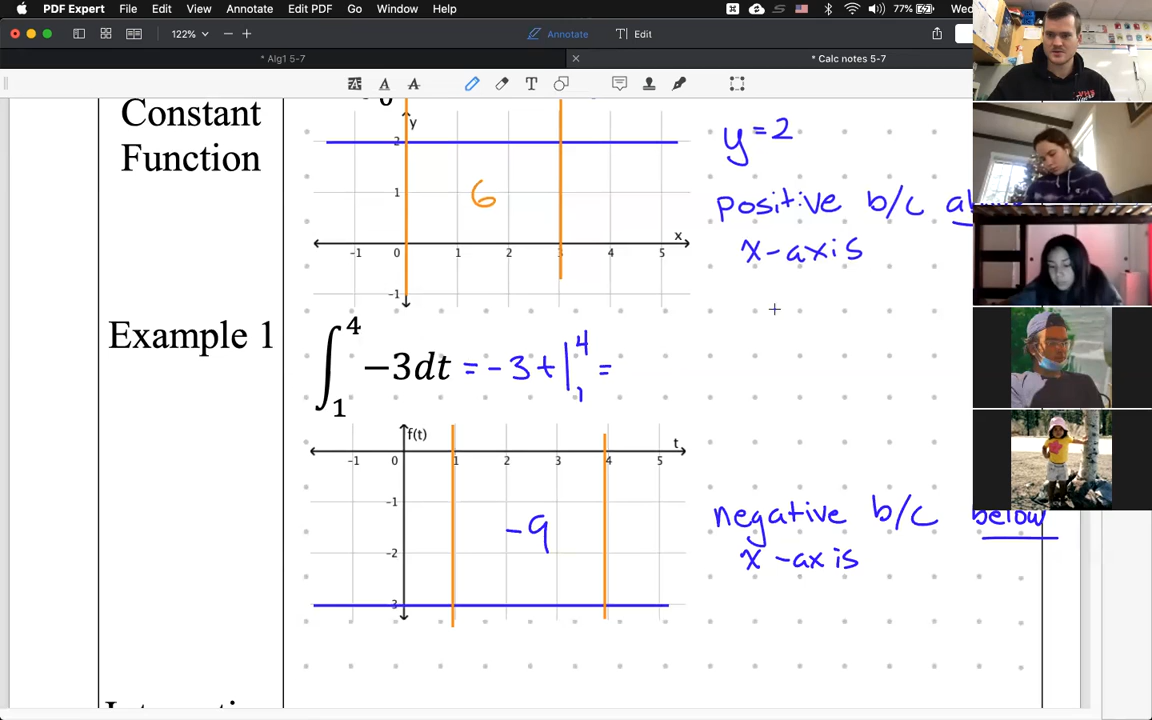 PDF Expert File Edit View Annotate Edit PDF Go Window Help 77% Wed
122% Annotate Edit
* Alg1 5-7
* Calc notes 5-7
Constant
Function
y
2
1
0
-1
-1 1 2 5
x
6
y = 2
positive b/c
x-axis
Example 1
∫₁⁴ −3dt = -3t |₁⁴ =
f(t)
t
-1 0 1 2 3 4 5
-1
-2
-3
-9
negative b/c below
x-axis